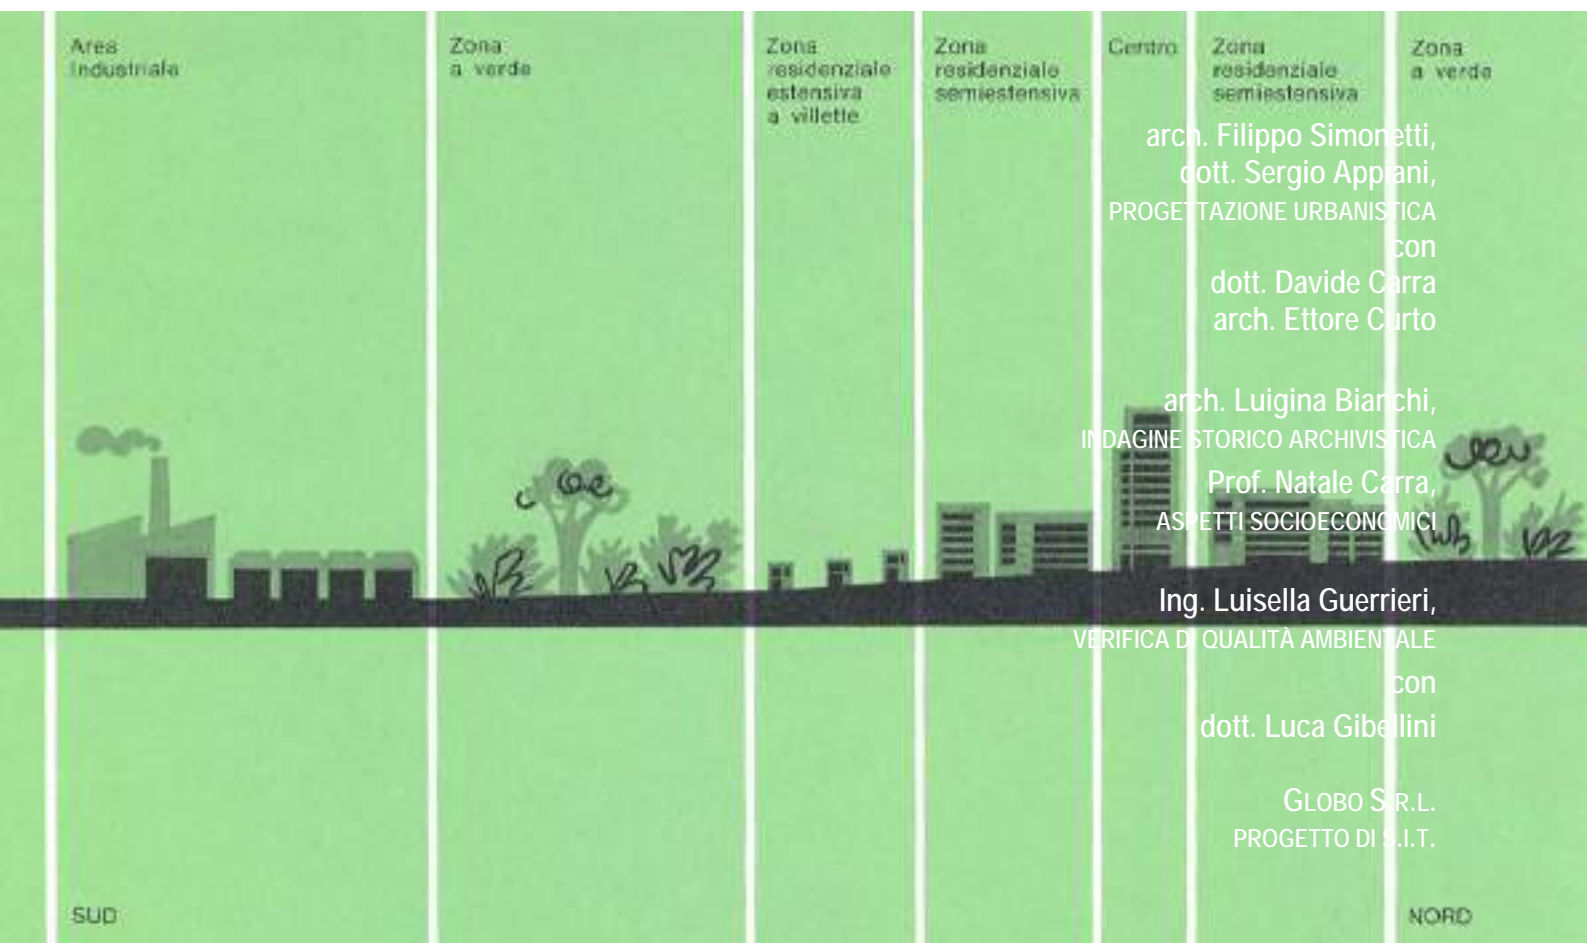 Area
Industriale
Zona
a verde
Zona
residenziale
estensiva
a villette
Zona
residenziale
semiestensiva
Centro
Zona
residenziale
semiestensiva
Zona
a verde
arch. Filippo Simonetti,
dott. Sergio Appiani,
PROGETTAZIONE URBANISTICA
con
dott. Davide Carra
arch. Ettore Curto
arch. Luigina Bianchi,
INDAGINE STORICO ARCHIVISTICA
Prof. Natale Carra,
ASPETTI SOCIOECONOMICI
Ing. Luisella Guerrieri,
VERIFICA DI QUALITÀ AMBIENTALE
con
dott. Luca Gibellini
GLOBO S.R.L.
PROGETTO DI S.I.T.
SUD
NORD